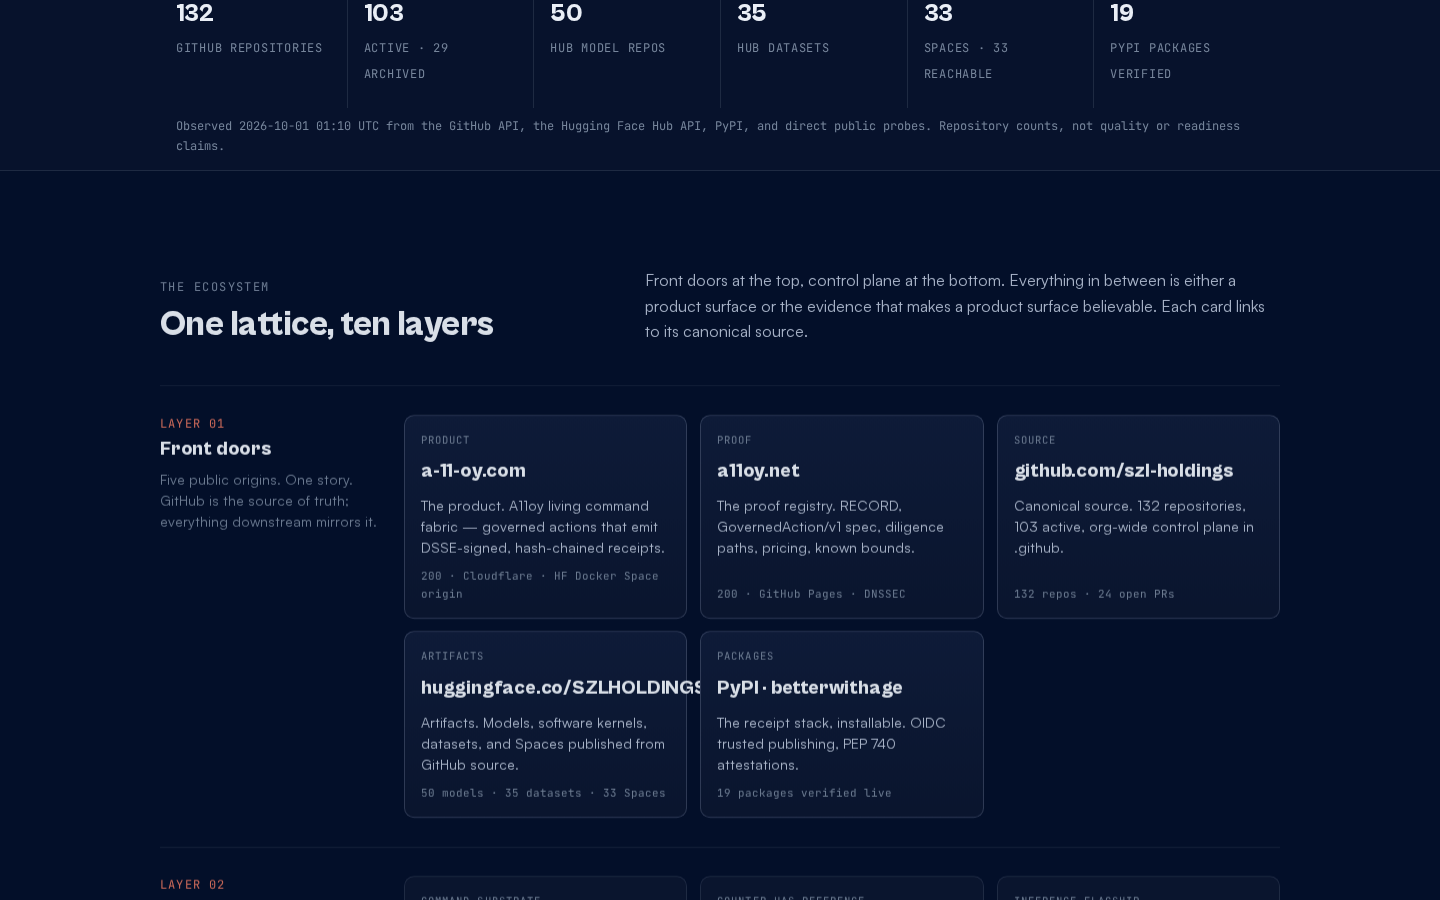 132
GITHUB REPOSITORIES
103
ACTIVE · 29
ARCHIVED
50
HUB MODEL REPOS
35
HUB DATASETS
33
SPACES · 33
REACHABLE
19
PYPI PACKAGES
VERIFIED
Observed 2026-10-01 01:10 UTC from the GitHub API, the Hugging Face Hub API, PyPI, and direct public probes. Repository counts, not quality or readiness
claims.
THE ECOSYSTEM
One lattice, ten layers
Front doors at the top, control plane at the bottom. Everything in between is either a
product surface or the evidence that makes a product surface believable. Each card links
to its canonical source.
LAYER 01
Front doors
Five public origins. One story.
GitHub is the source of truth;
everything downstream mirrors it.
PRODUCT
a-11-oy.com
The product. A11oy living command
fabric — governed actions that emit
DSSE-signed, hash-chained receipts.
200 · Cloudflare · HF Docker Space
origin
PROOF
a11oy.net
The proof registry. RECORD,
GovernedAction/v1 spec, diligence
paths, pricing, known bounds.
200 · GitHub Pages · DNSSEC
SOURCE
github.com/szl-holdings
Canonical source. 132 repositories,
103 active, org-wide control plane in
.github.
132 repos · 24 open PRs
ARTIFACTS
huggingface.co/SZLHOLDINGS
Artifacts. Models, software kernels,
datasets, and Spaces published from
GitHub source.
50 models · 35 datasets · 33 Spaces
PACKAGES
PyPI · betterwithage
The receipt stack, installable. OIDC
trusted publishing, PEP 740
attestations.
19 packages verified live
LAYER 02